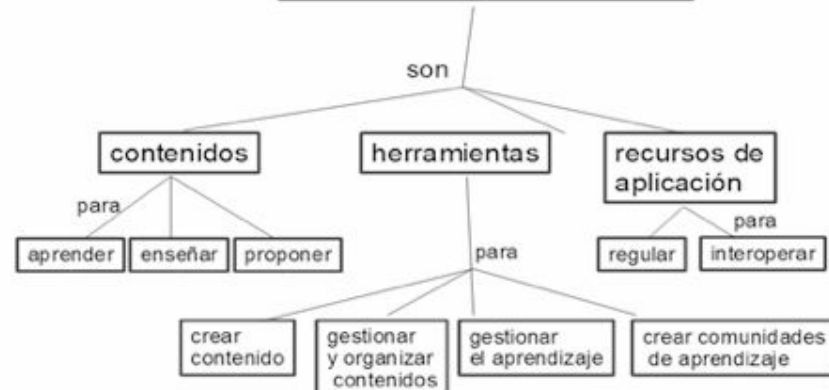 son
contenidos
herramientas
recursos de
aplicación
para
aprender
enseñar
proponer
para
para
regular
interoperar
crear
contenido
gestionar
y organizar
contenidos
gestionar
el aprendizaje
crear comunidades
de aprendizaje